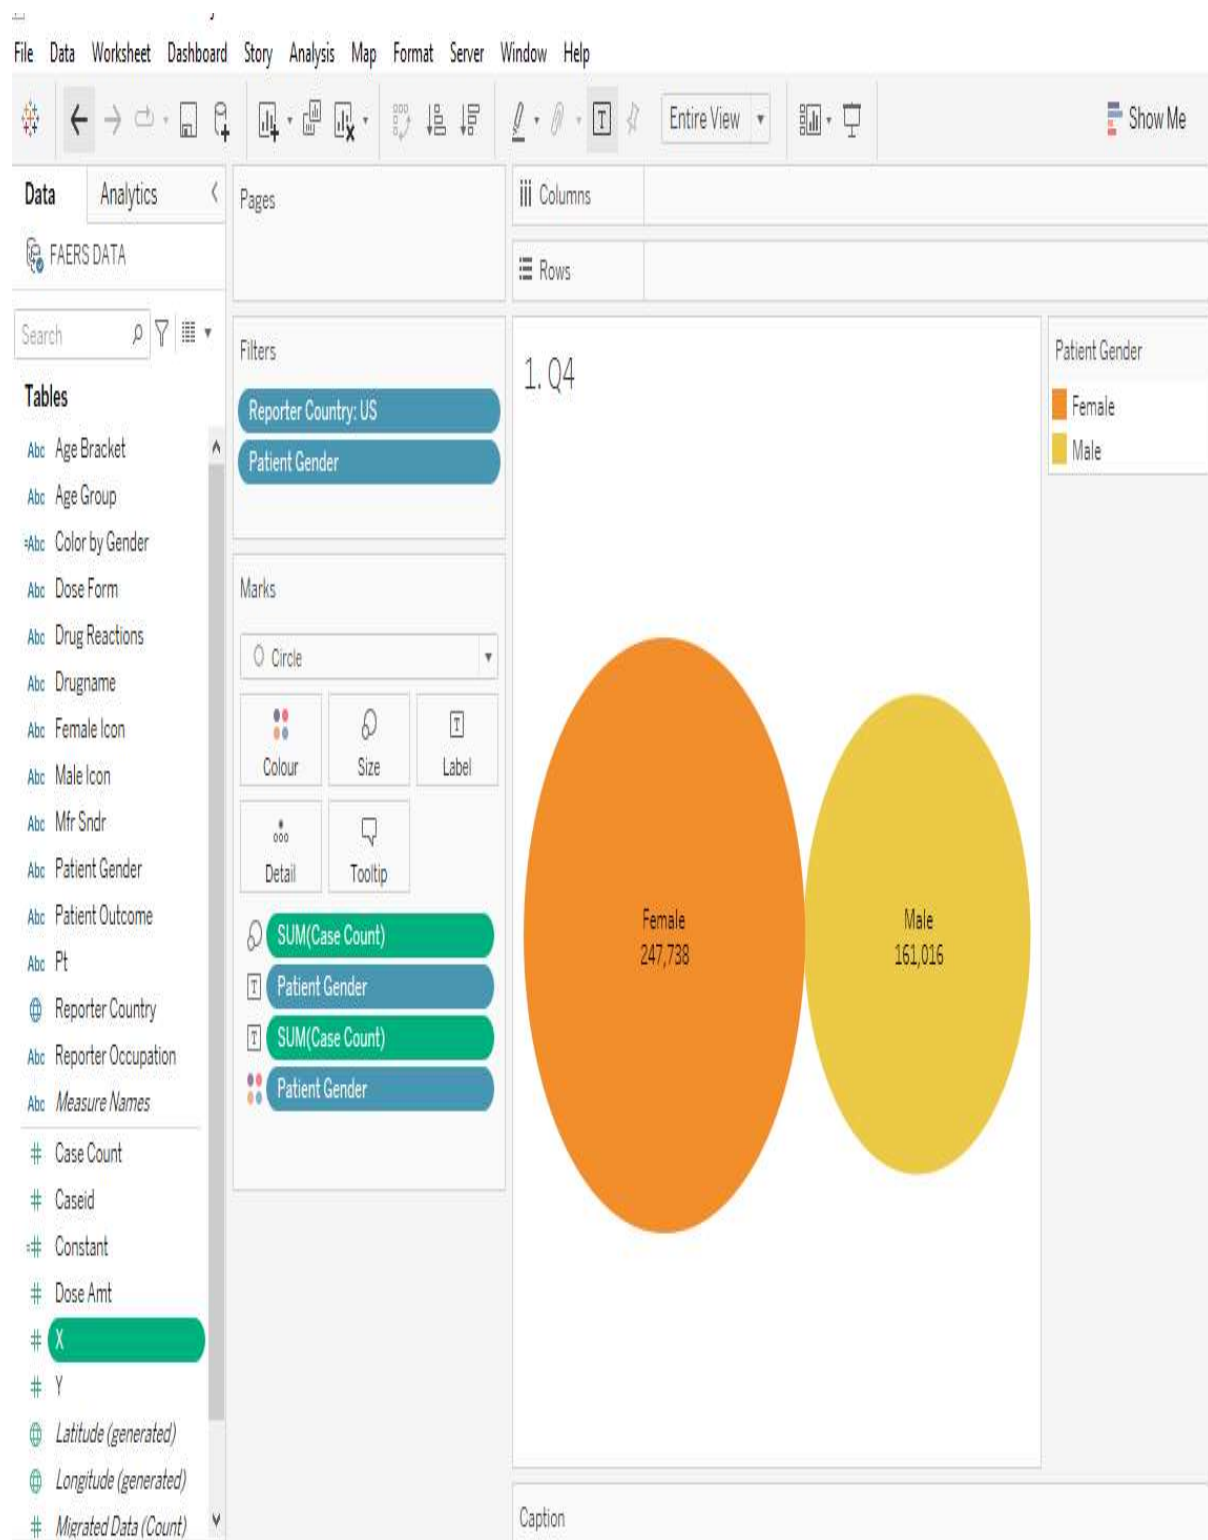 File Data Worksheet Dashboard Story Analysis Map Format Server Window Help
Entire View
Show Me
Data Analytics
FAERS DATA
Search
Tables
Abc Age Bracket
Abc Age Group
=Abc Color by Gender
Abc Dose Form
Abc Drug Reactions
Abc Drugname
Abc Female Icon
Abc Male Icon
Abc Mfr Sndr
Abc Patient Gender
Abc Patient Outcome
Abc Pt
Reporter Country
Abc Reporter Occupation
Abc Measure Names
# Case Count
# Caseid
=# Constant
# Dose Amt
# X
# Y
Latitude (generated)
Longitude (generated)
# Migrated Data (Count)
Pages
Filters
Reporter Country: US
Patient Gender
Marks
Circle
Colour Size T Label
Detail Tooltip
SUM(Case Count)
T Patient Gender
T SUM(Case Count)
Patient Gender
Columns
Rows
1. Q4
Female
247,738
Male
161,016
Patient Gender
Female
Male
Caption